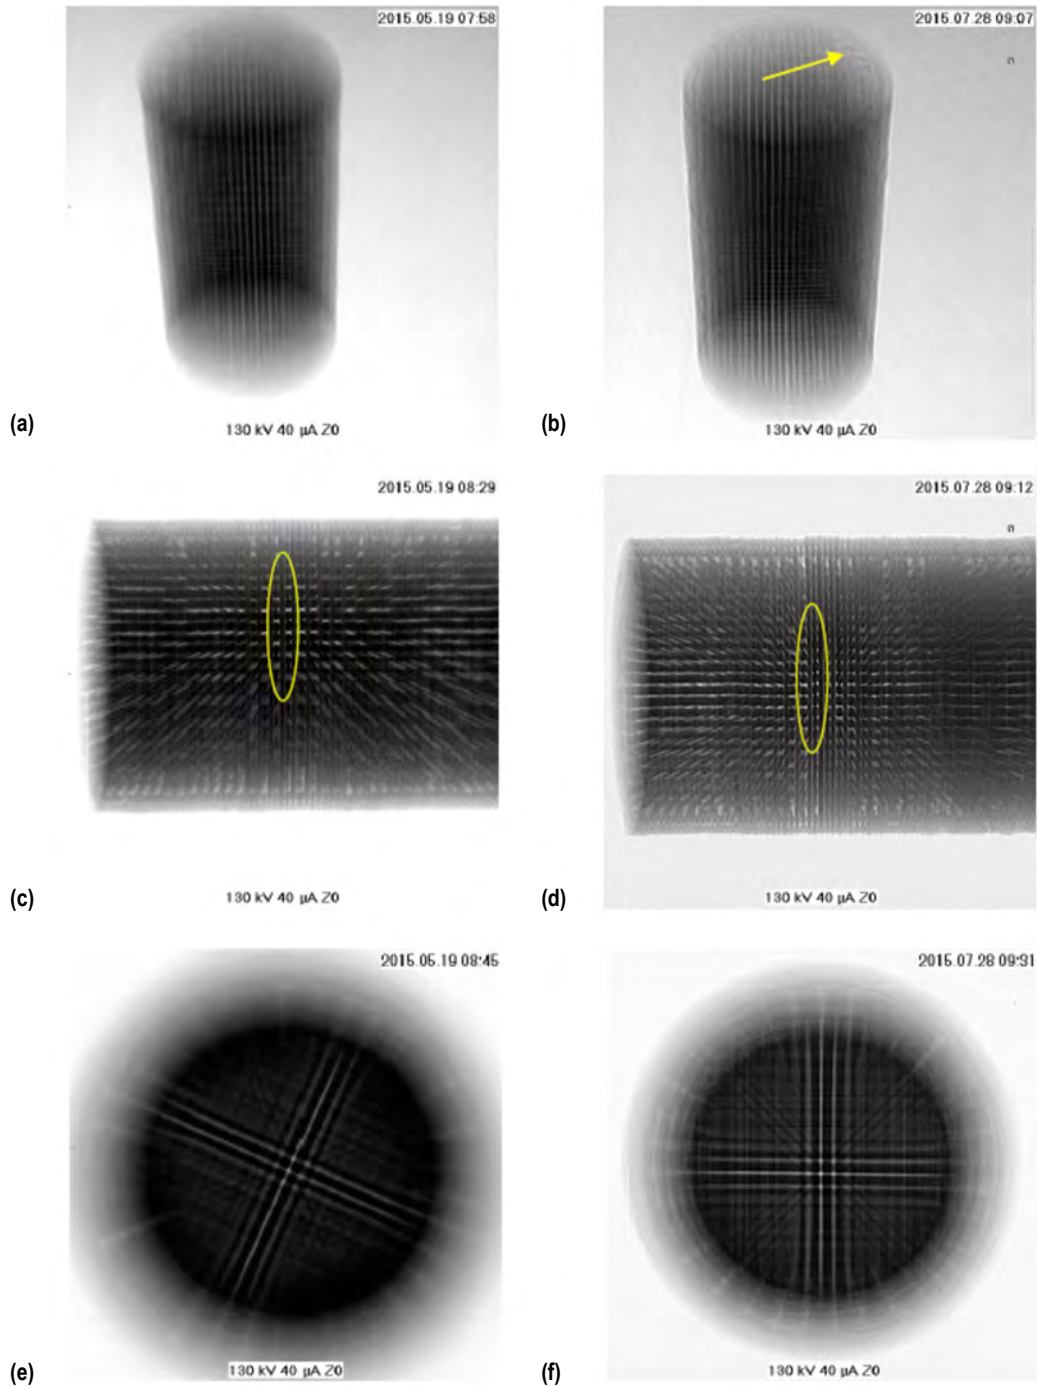 2015.05.19 07:58
2015.07.28 09:07
(a)
130 kV 40 µA Z0
(b)
130 kV 40 µA Z0
2015.05.19 08:29
2015.07.28 09:12
(c)
130 kV 40 µA Z0
(d)
130 kV 40 µA Z0
2015.05.19 08:45
2015.07.28 09:31
(e)
130 kV 40 µA Z0
(f)
130 kV 40 µA Z0